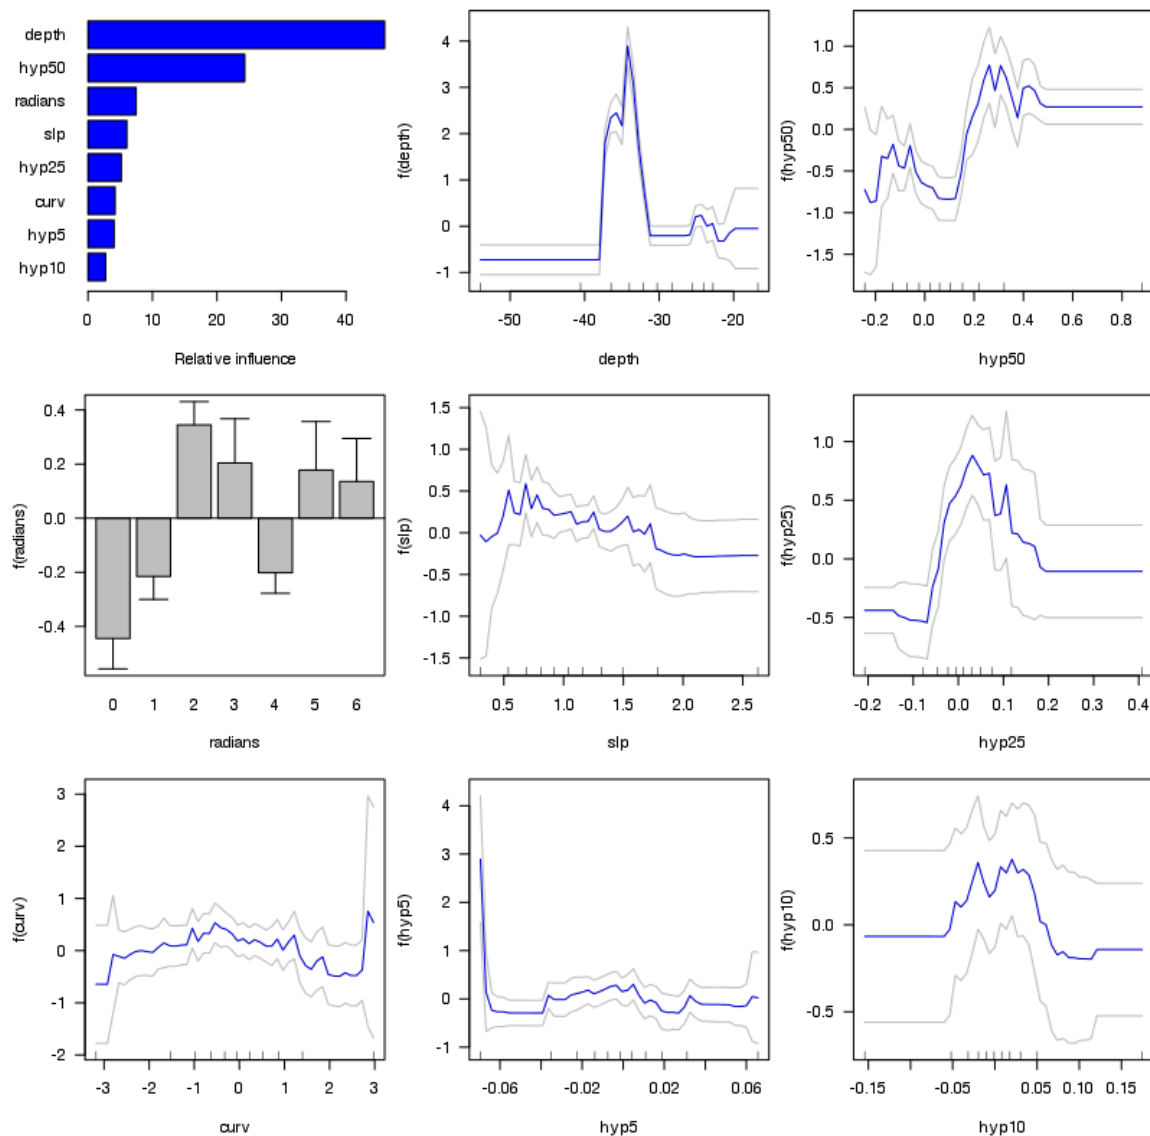 depth
hyp50
radians
slp
hyp25
curv
hyp5
hyp10
0 10 20 30 40
Relative influence
f(depth)
4
3
2
1
0
-1
-50 -40 -30 -20
depth
f(hyp50)
1.0
0.5
0.0
-0.5
-1.0
-1.5
-0.2 0.0 0.2 0.4 0.6 0.8
hyp50
f(radians)
0.4
0.2
0.0
-0.2
-0.4
0 1 2 3 4 5 6
radians
f(slp)
1.5
1.0
0.5
0.0
-0.5
-1.0
-1.5
0.5 1.0 1.5 2.0 2.5
slp
f(hyp25)
1.0
0.5
0.0
-0.5
-0.2 -0.1 0.0 0.1 0.2 0.3 0.4
hyp25
f(curv)
3
2
1
0
-1
-2
-3 -2 -1 0 1 2 3
curv
f(hyp5)
4
3
2
1
0
-1
-0.06 -0.02 0.02 0.06
hyp5
f(hyp10)
0.5
0.0
-0.5
-0.15 -0.05 0.05 0.10 0.15
hyp10